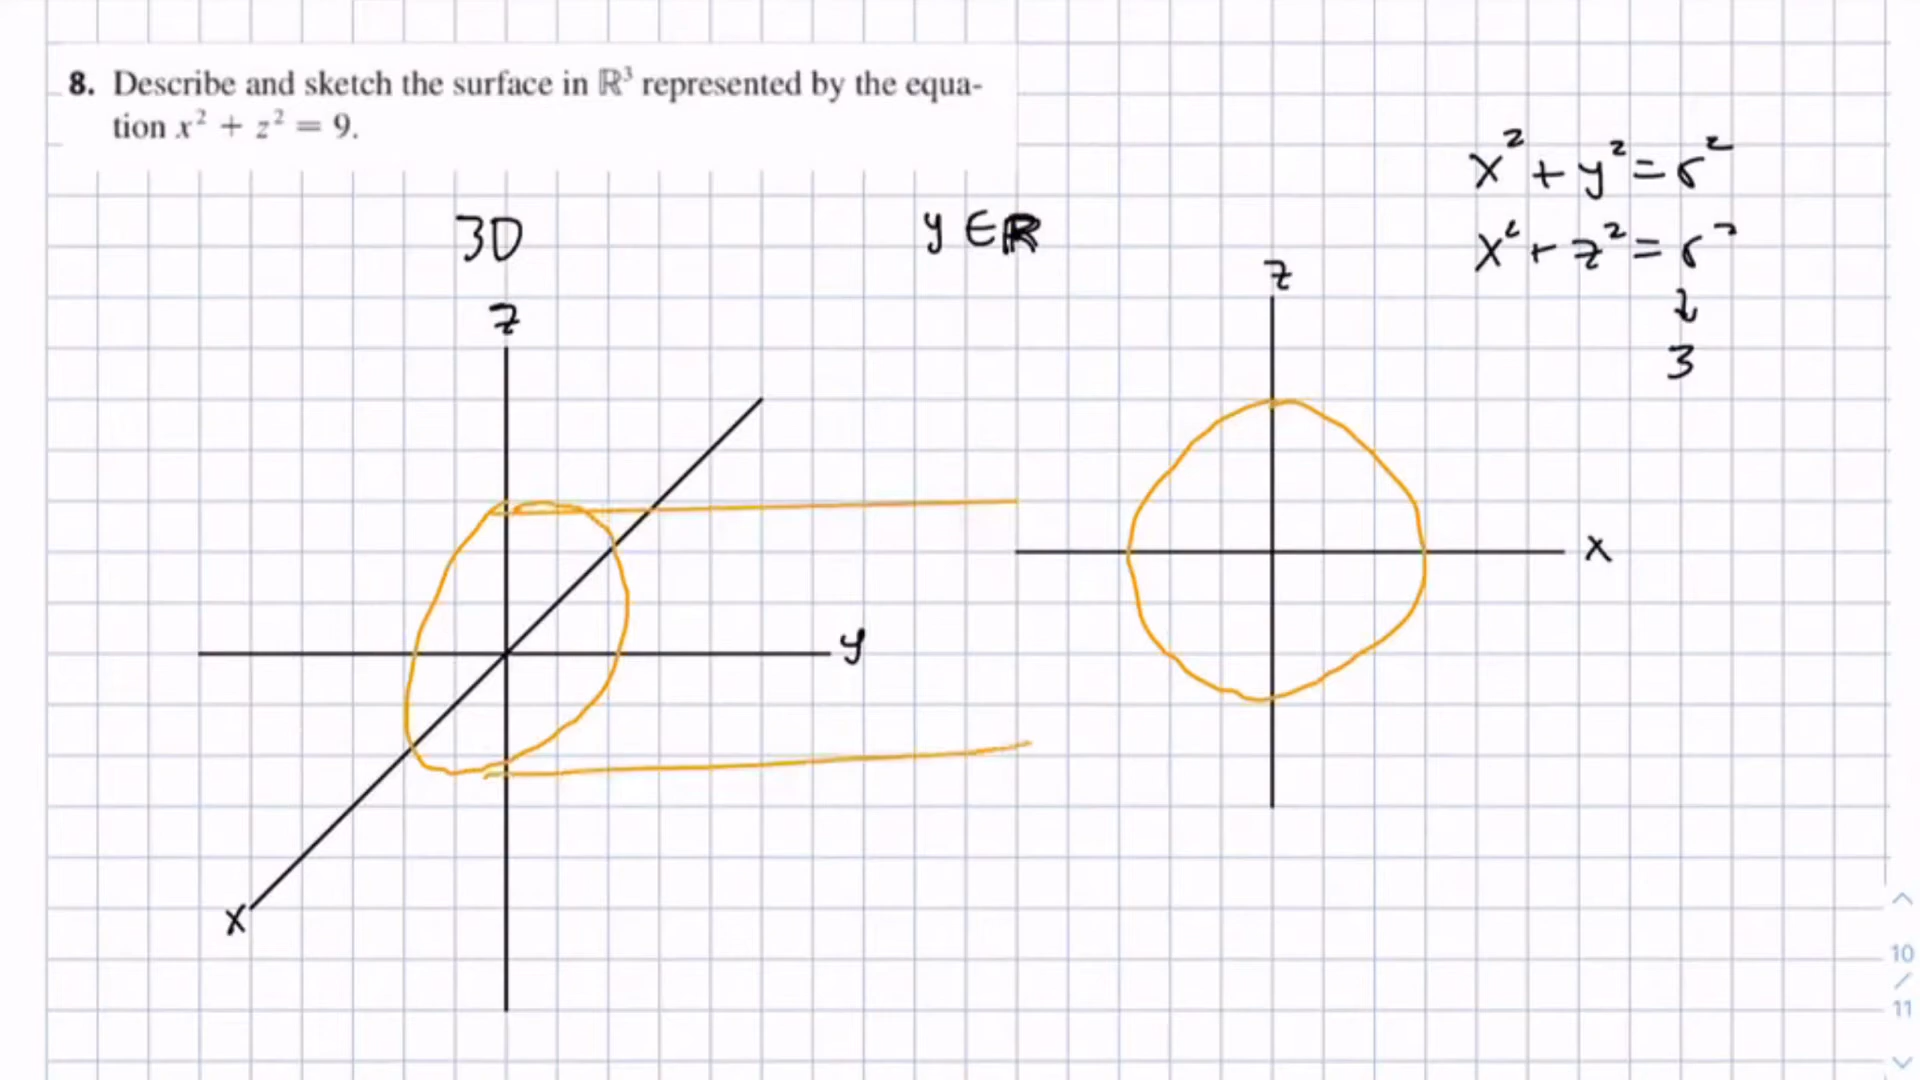 8. Describe and sketch the surface in ℝ³ represented by the equa-
tion x² + z² = 9.
x² + y² = r²
3D
y ∈ ℝ
x² + z² = r²
↓
3
z
z
x
y
x
10
/
11